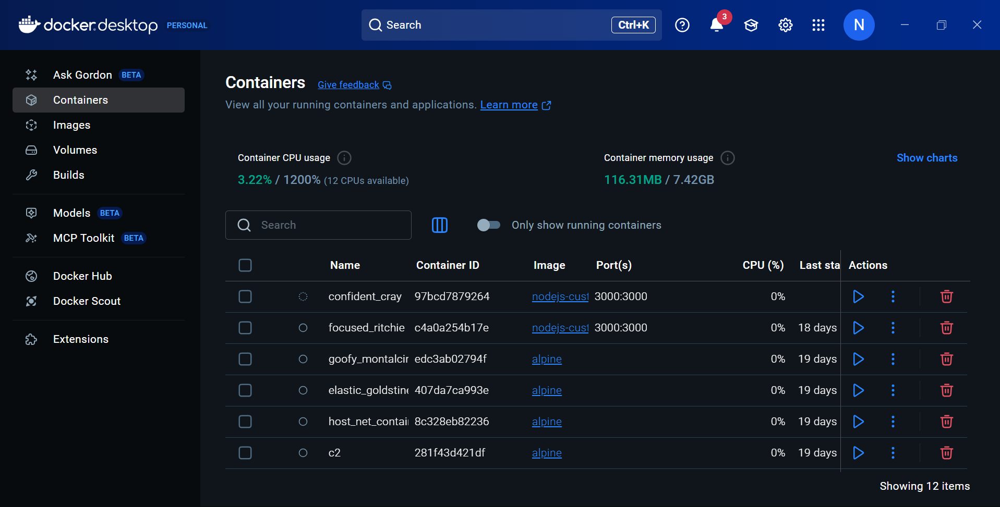 docker desktop PERSONAL
Search Ctrl+K
3
N
Ask Gordon BETA
Containers
Images
Volumes
Builds
Models BETA
MCP Toolkit BETA
Docker Hub
Docker Scout
Extensions
Containers Give feedback
View all your running containers and applications. Learn more
Container CPU usage
3.22% / 1200% (12 CPUs available)
Container memory usage
116.31MB / 7.42GB
Show charts
Search
Only show running containers
Name Container ID Image Port(s) CPU (%) Last sta Actions
confident_cray 97bcd7879264 nodejs-cust 3000:3000 0%
focused_ritchie c4a0a254b17e nodejs-cust 3000:3000 0% 18 days
goofy_montalcin edc3ab02794f alpine 0% 19 days
elastic_goldstine 407da7ca993e alpine 0% 19 days
host_net_contai 8c328eb82236 alpine 0% 19 days
c2 281f43d421df alpine 0% 19 days
Showing 12 items